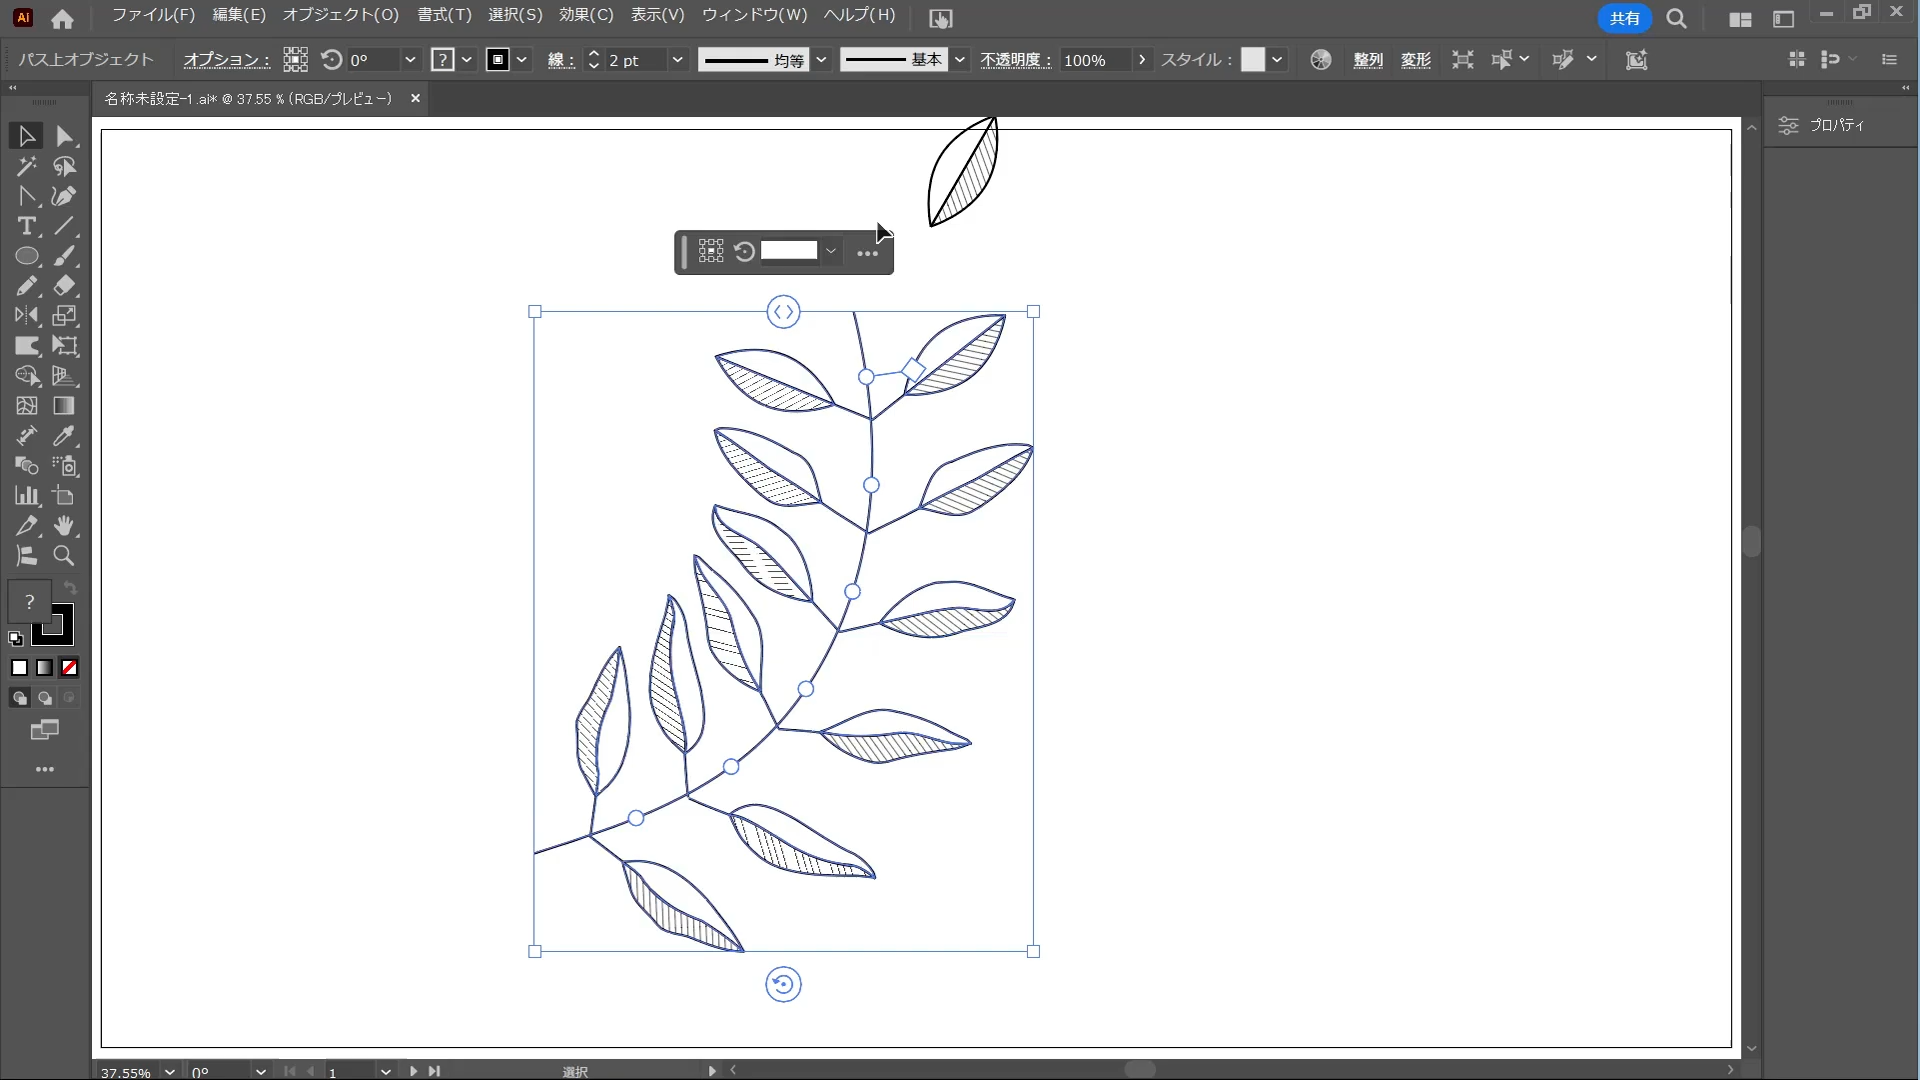 Ai
ファイル(F) 編集(E) オブジェクト(O) 書式(T) 選択(S) 効果(C) 表示(V) ウィンドウ(W) ヘルプ(H)
共有
パス上オブジェクト
オプション :
0°
?
線 :
2 pt
均等
基本
不透明度 :
100%
スタイル :
整列
変形
名称未設定-1.ai* @ 37.55 % (RGB/プレビュー)
プロパティ
T
?
37.55%
0°
1
選択